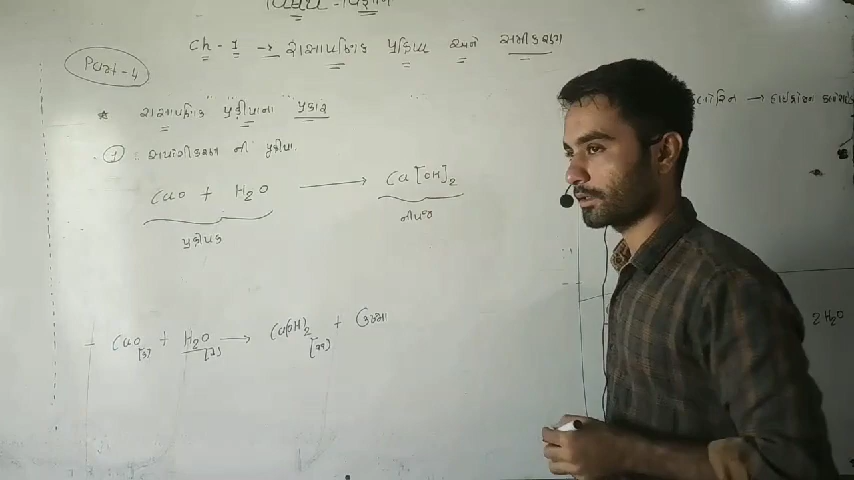 વિષય - વિજ્ઞાન
Ch - 1 → રાસાયણિક પ્રક્રિયા અને સમીકરણ
Part - 4
* રાસાયણિક પ્રક્રીયાના પ્રકાર
1 : સંયોગીકરણ ની પ્રક્રીયા.
CaO + H₂O → Ca[OH]₂
પ્રક્રીયક નીપજ
- CaO + H₂O → Ca(OH)₂ + ઉષ્મા
2H₂O